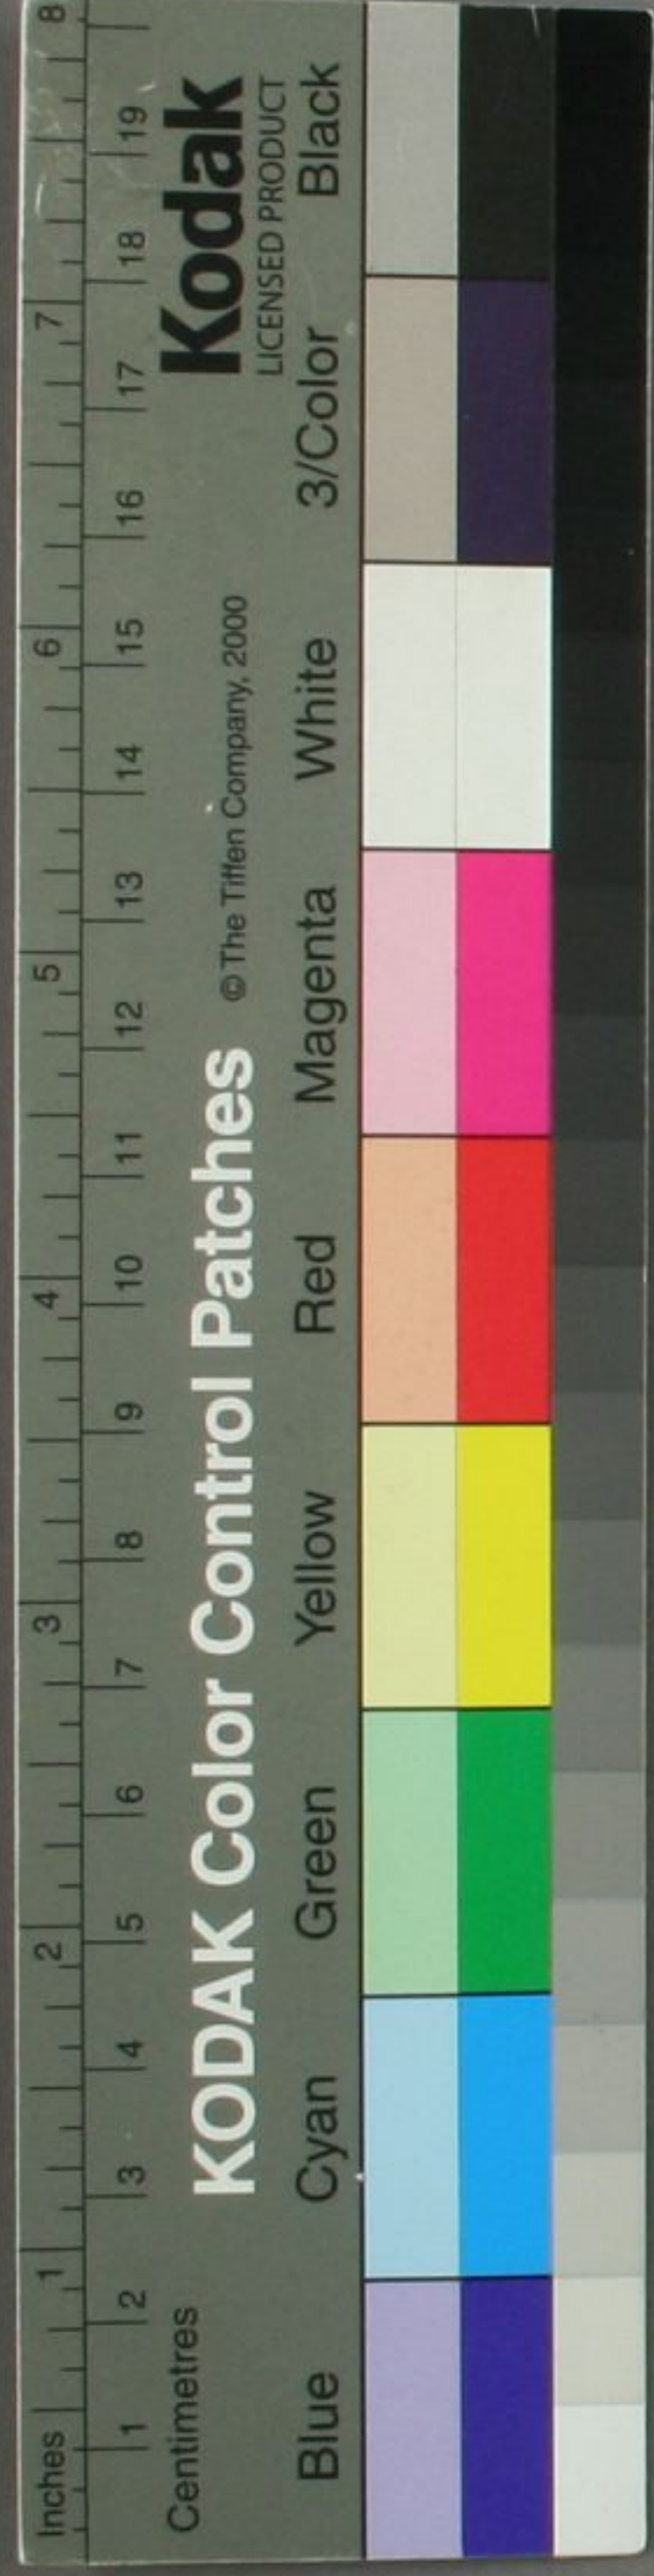 Inches 1 2 3 4 5 6 7 8
1 2 3 4 5 6 7 8 9 10 11 12 13 14 15 16 17 18 19
Centimetres
KODAK Color Control Patches © The Tiffen Company, 2000 Kodak
LICENSED PRODUCT
Blue Cyan Green Yellow Red Magenta White 3/Color Black